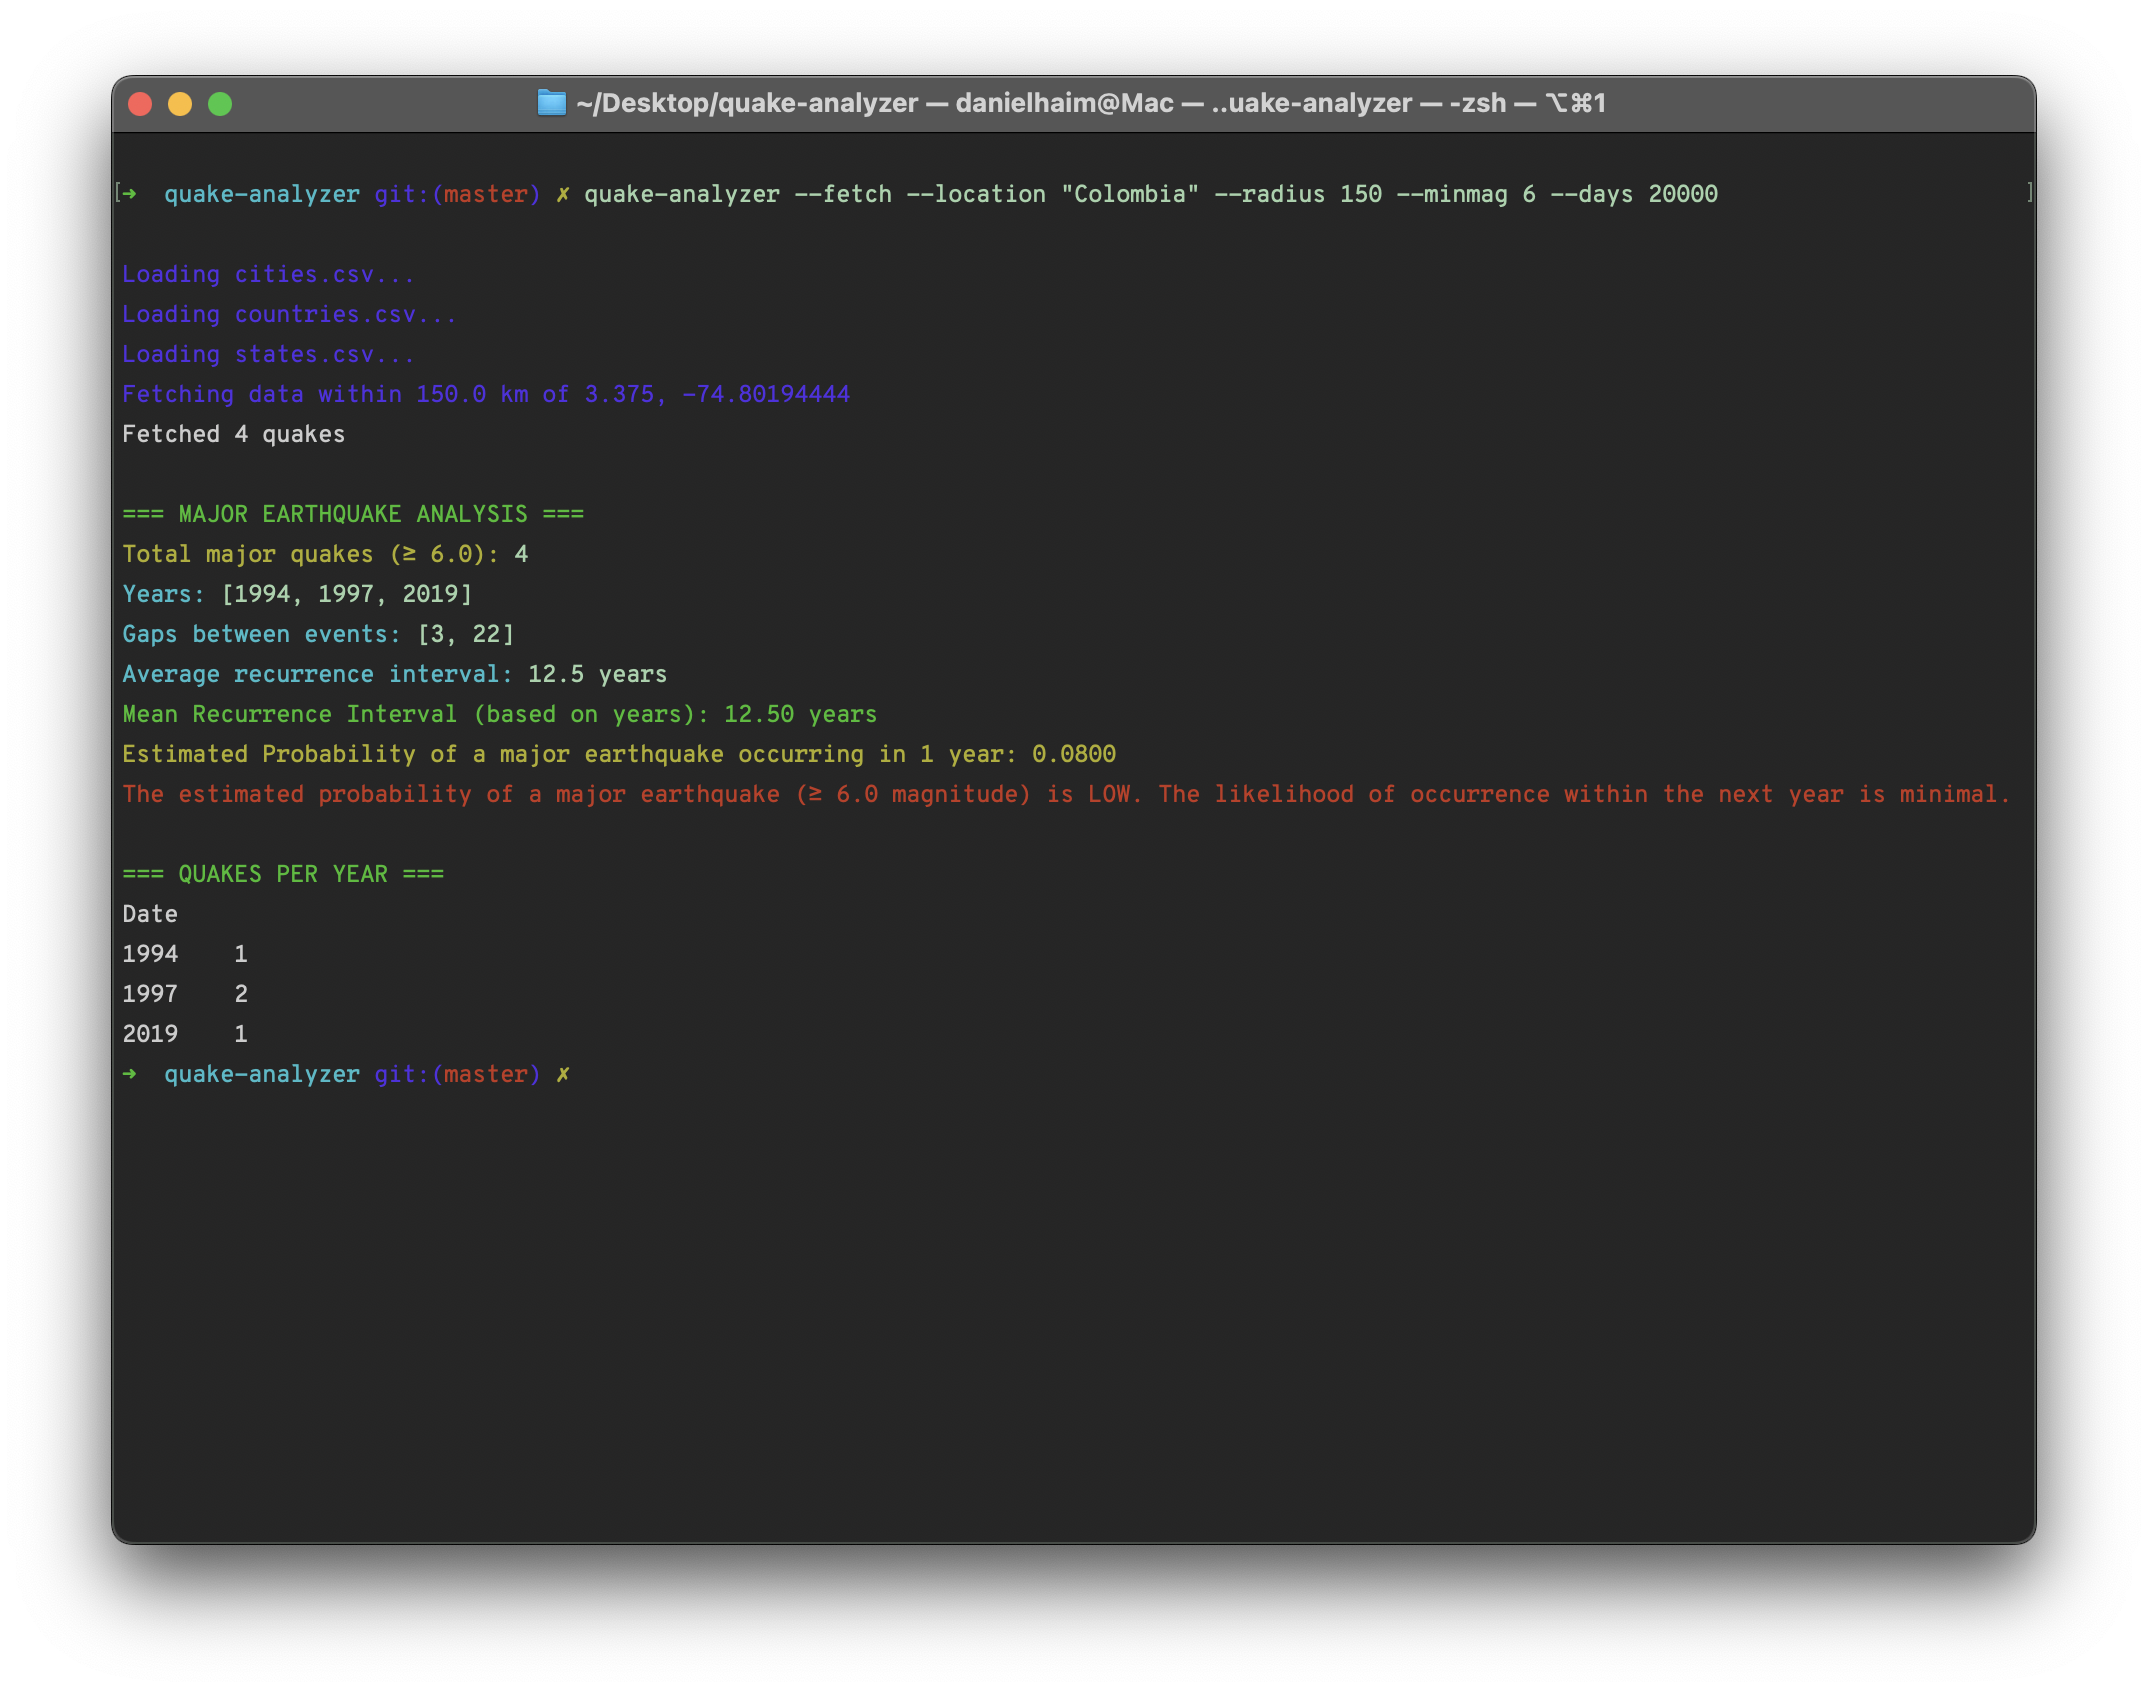 ~/Desktop/quake-analyzer — danielhaim@Mac — ..uake-analyzer — -zsh — ⌥⌘1
[➜  quake-analyzer git:(master) ✗ quake-analyzer --fetch --location "Colombia" --radius 150 --minmag 6 --days 20000 ]
Loading cities.csv...
Loading countries.csv...
Loading states.csv...
Fetching data within 150.0 km of 3.375, -74.80194444
Fetched 4 quakes
=== MAJOR EARTHQUAKE ANALYSIS ===
Total major quakes (≥ 6.0): 4
Years: [1994, 1997, 2019]
Gaps between events: [3, 22]
Average recurrence interval: 12.5 years
Mean Recurrence Interval (based on years): 12.50 years
Estimated Probability of a major earthquake occurring in 1 year: 0.0800
The estimated probability of a major earthquake (≥ 6.0 magnitude) is LOW. The likelihood of occurrence within the next year is minimal.
=== QUAKES PER YEAR ===
Date
1994    1
1997    2
2019    1
➜  quake-analyzer git:(master) ✗